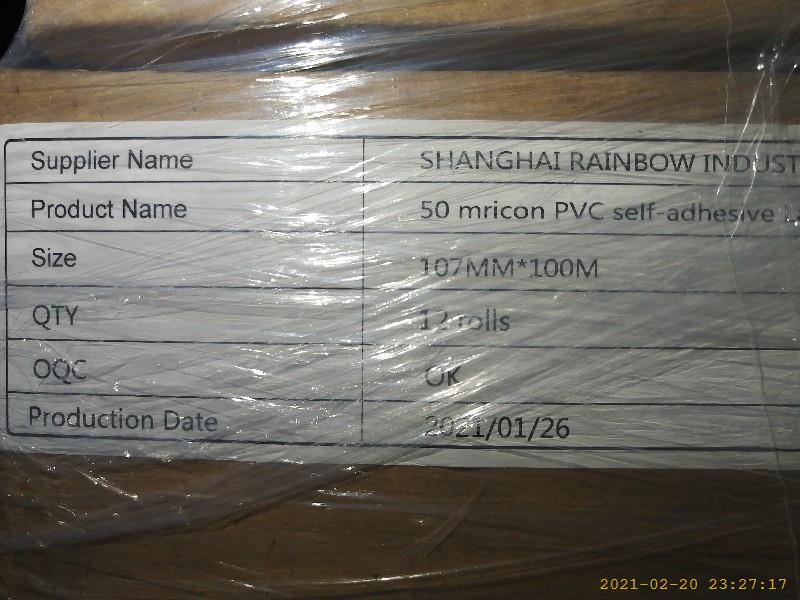 Supplier Name SHANGHAI RAINBOW INDUST
Product Name 50 mricon PVC self-adhesive
Size 107MM*100M
QTY 12 rolls
OQC OK
Production Date 2021/01/26
2021-02-20 23:27:17